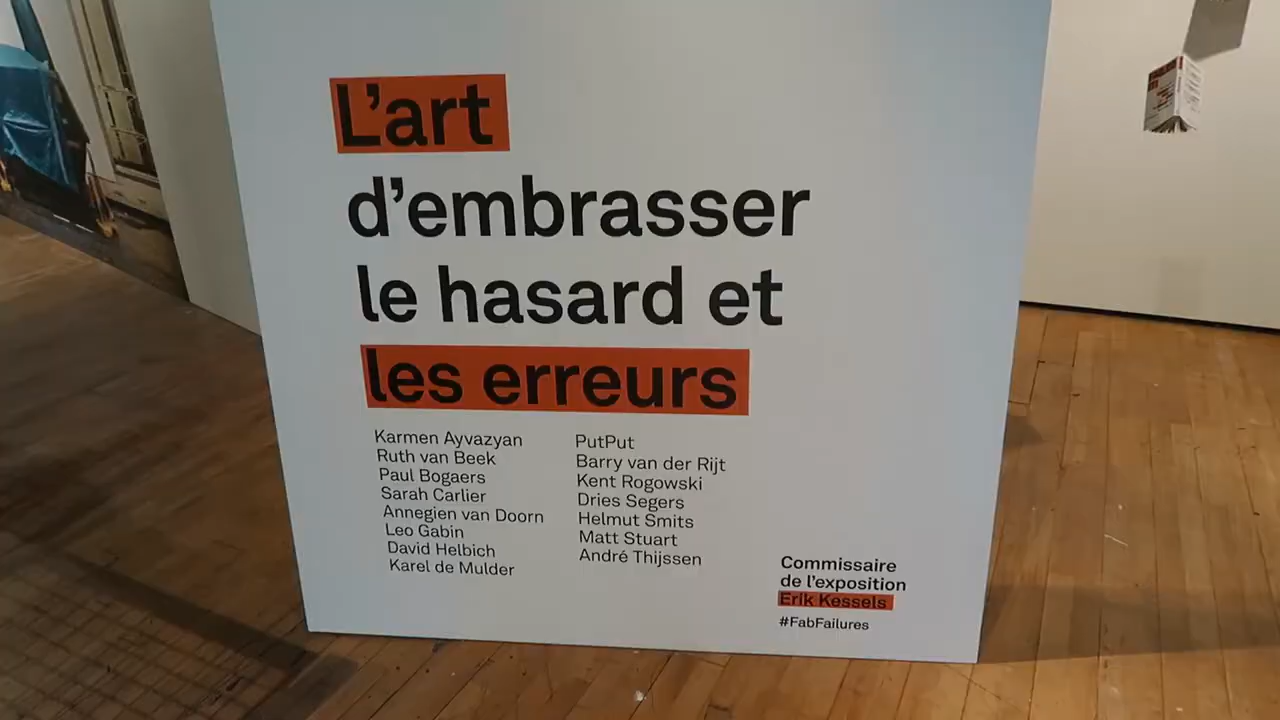 L'art
d'embrasser
le hasard et
les erreurs
Karmen Ayvazyan
Ruth van Beek
Paul Bogaers
Sarah Carlier
Annegien van Doorn
Leo Gabin
David Helbich
Karel de Mulder
PutPut
Barry van der Rijt
Kent Rogowski
Dries Segers
Helmut Smits
Matt Stuart
André Thijssen
Commissaire
de l'exposition
Erik Kessels
#FabFailures